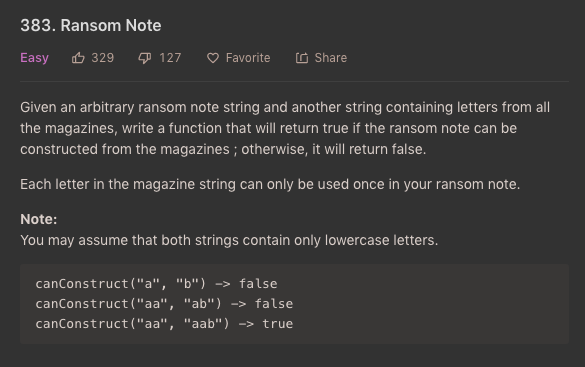 383. Ransom Note
Easy 329 127 Favorite Share
Given an arbitrary ransom note string and another string containing letters from all
the magazines, write a function that will return true if the ransom note can be
constructed from the magazines ; otherwise, it will return false.
Each letter in the magazine string can only be used once in your ransom note.
Note:
You may assume that both strings contain only lowercase letters.
canConstruct("a", "b") -> false
canConstruct("aa", "ab") -> false
canConstruct("aa", "aab") -> true